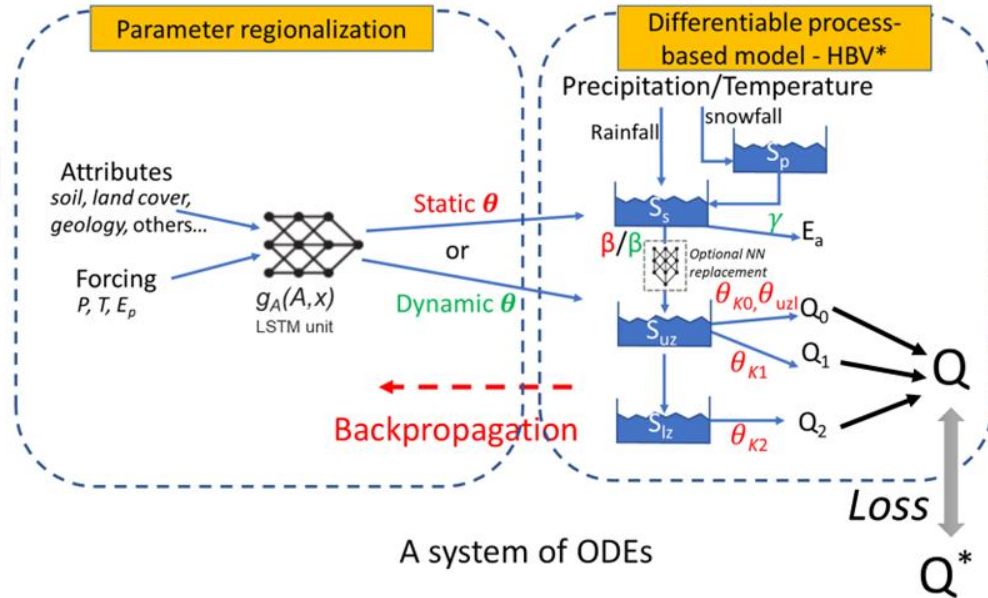 Parameter regionalization
Differentiable process-
based model - HBV*
Precipitation/Temperature
Rainfall
snowfall
Sp
Attributes
soil, land cover,
geology, others...
Forcing
P, T, Ep
gA(A,x)
LSTM unit
Static θ
or
Dynamic θ
Ss
γ
Ea
β/β
Optional NN
replacement
θK0,θuzl
Q0
Suz
θK1
Q1
Slz
θK2
Q2
Q
Backpropagation
Loss
A system of ODEs
Q*